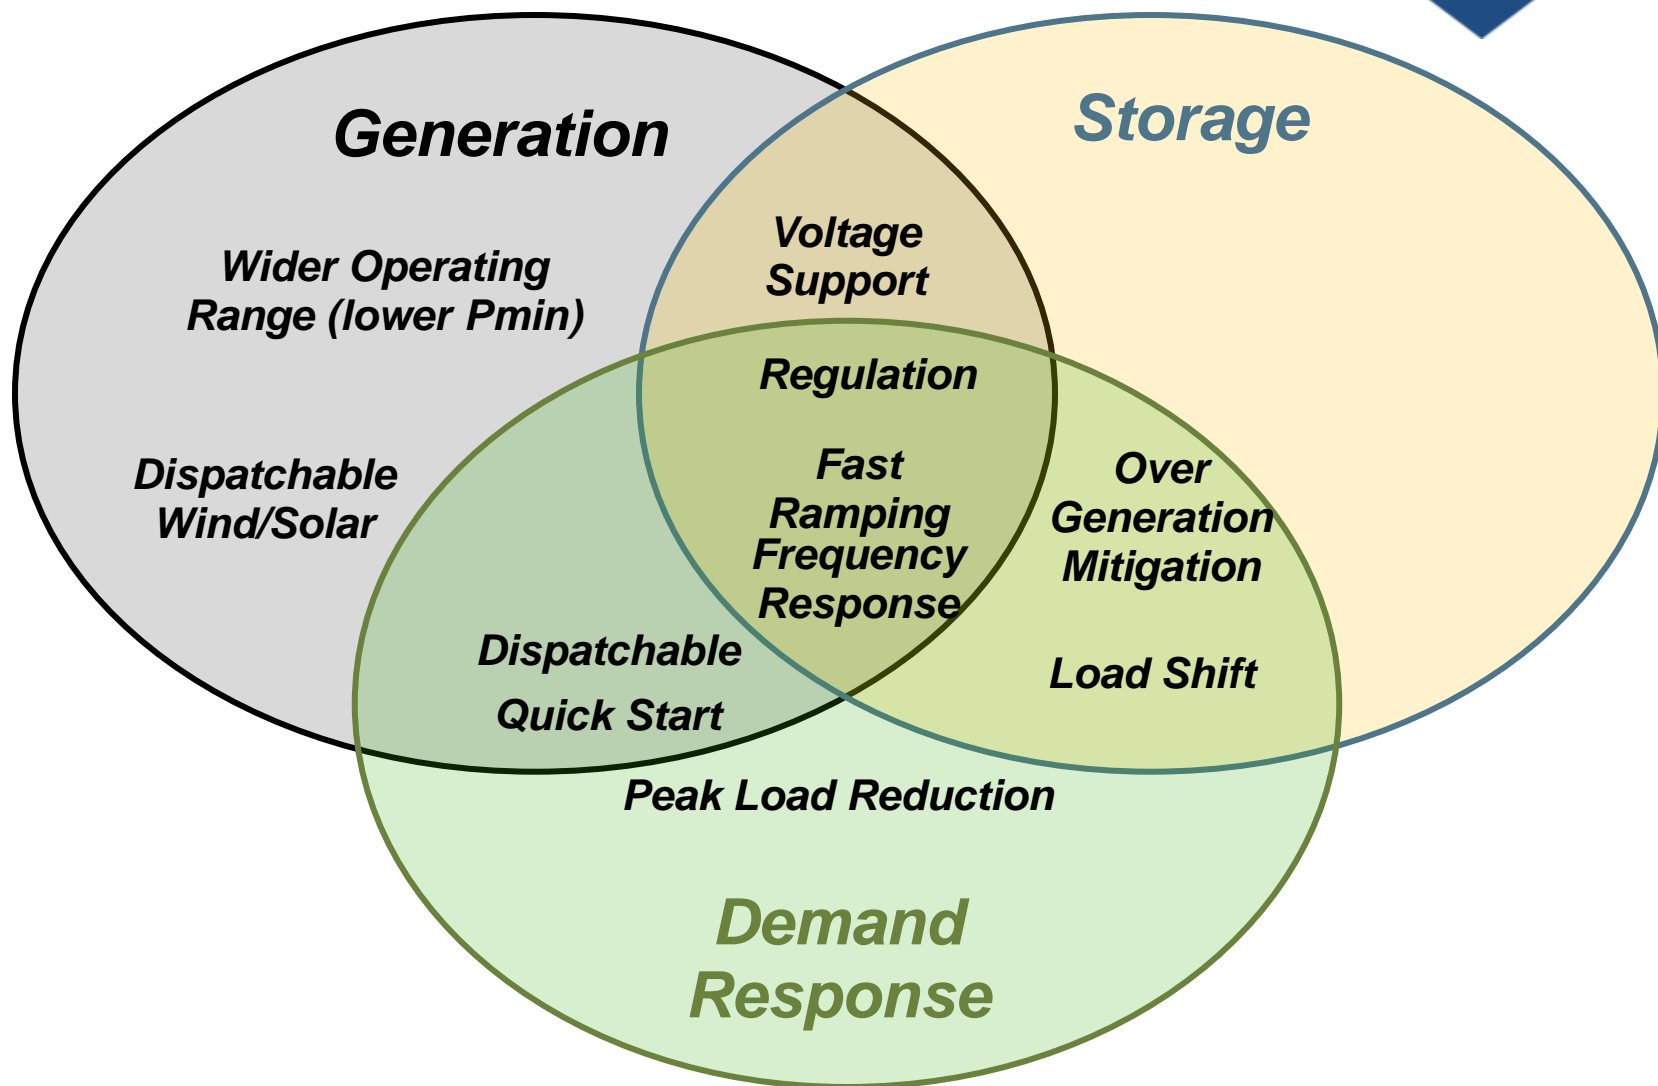 Generation
Storage
Wider Operating
Range (lower Pmin)
Voltage
Support
Regulation
Dispatchable
Wind/Solar
Fast
Ramping
Frequency
Response
Over
Generation
Mitigation
Dispatchable
Quick Start
Load Shift
Peak Load Reduction
Demand
Response